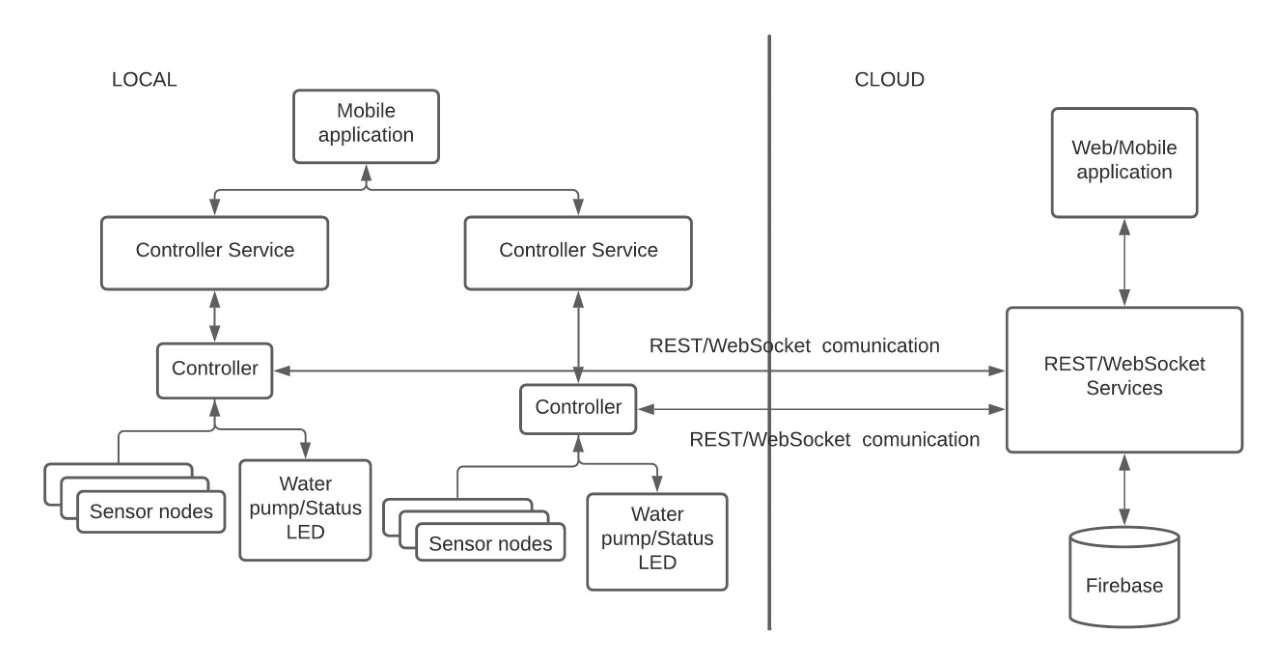 LOCAL
CLOUD
Mobile
application
Web/Mobile
application
Controller Service
Controller Service
REST/WebSocket comunication
Controller
REST/WebSocket
Services
Controller
REST/WebSocket comunication
Sensor nodes
Water
pump/Status
LED
Sensor nodes
Water
pump/Status
LED
Firebase